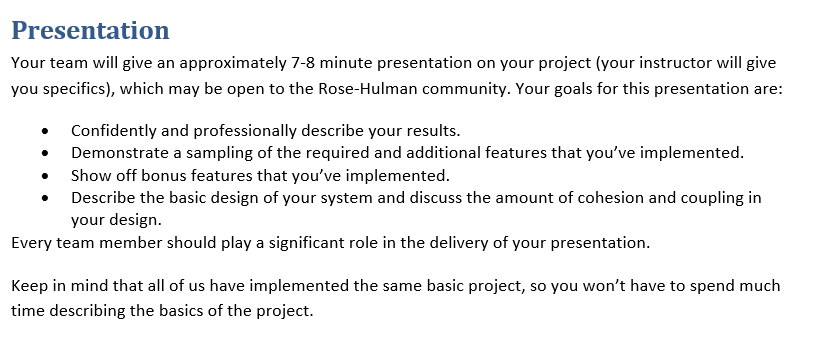 Presentation
Your team will give an approximately 7-8 minute presentation on your project (your instructor will give
you specifics), which may be open to the Rose-Hulman community. Your goals for this presentation are:
• Confidently and professionally describe your results.
• Demonstrate a sampling of the required and additional features that you’ve implemented.
• Show off bonus features that you’ve implemented.
• Describe the basic design of your system and discuss the amount of cohesion and coupling in
your design.
Every team member should play a significant role in the delivery of your presentation.
Keep in mind that all of us have implemented the same basic project, so you won’t have to spend much
time describing the basics of the project.